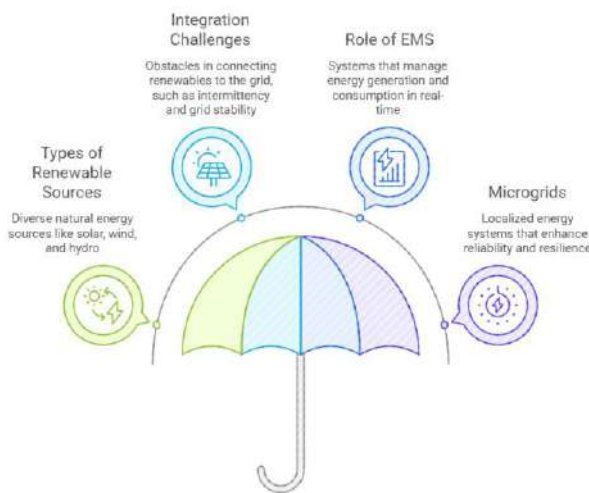 Integration
Challenges
Obstacles in connecting
renewables to the grid,
such as intermittency
and grid stability
Role of EMS
Systems that manage
energy generation and
consumption in real-
time
Types of
Renewable
Sources
Diverse natural energy
sources like solar, wind,
and hydro
Microgrids
Localized energy
systems that enhance
reliability and resilience